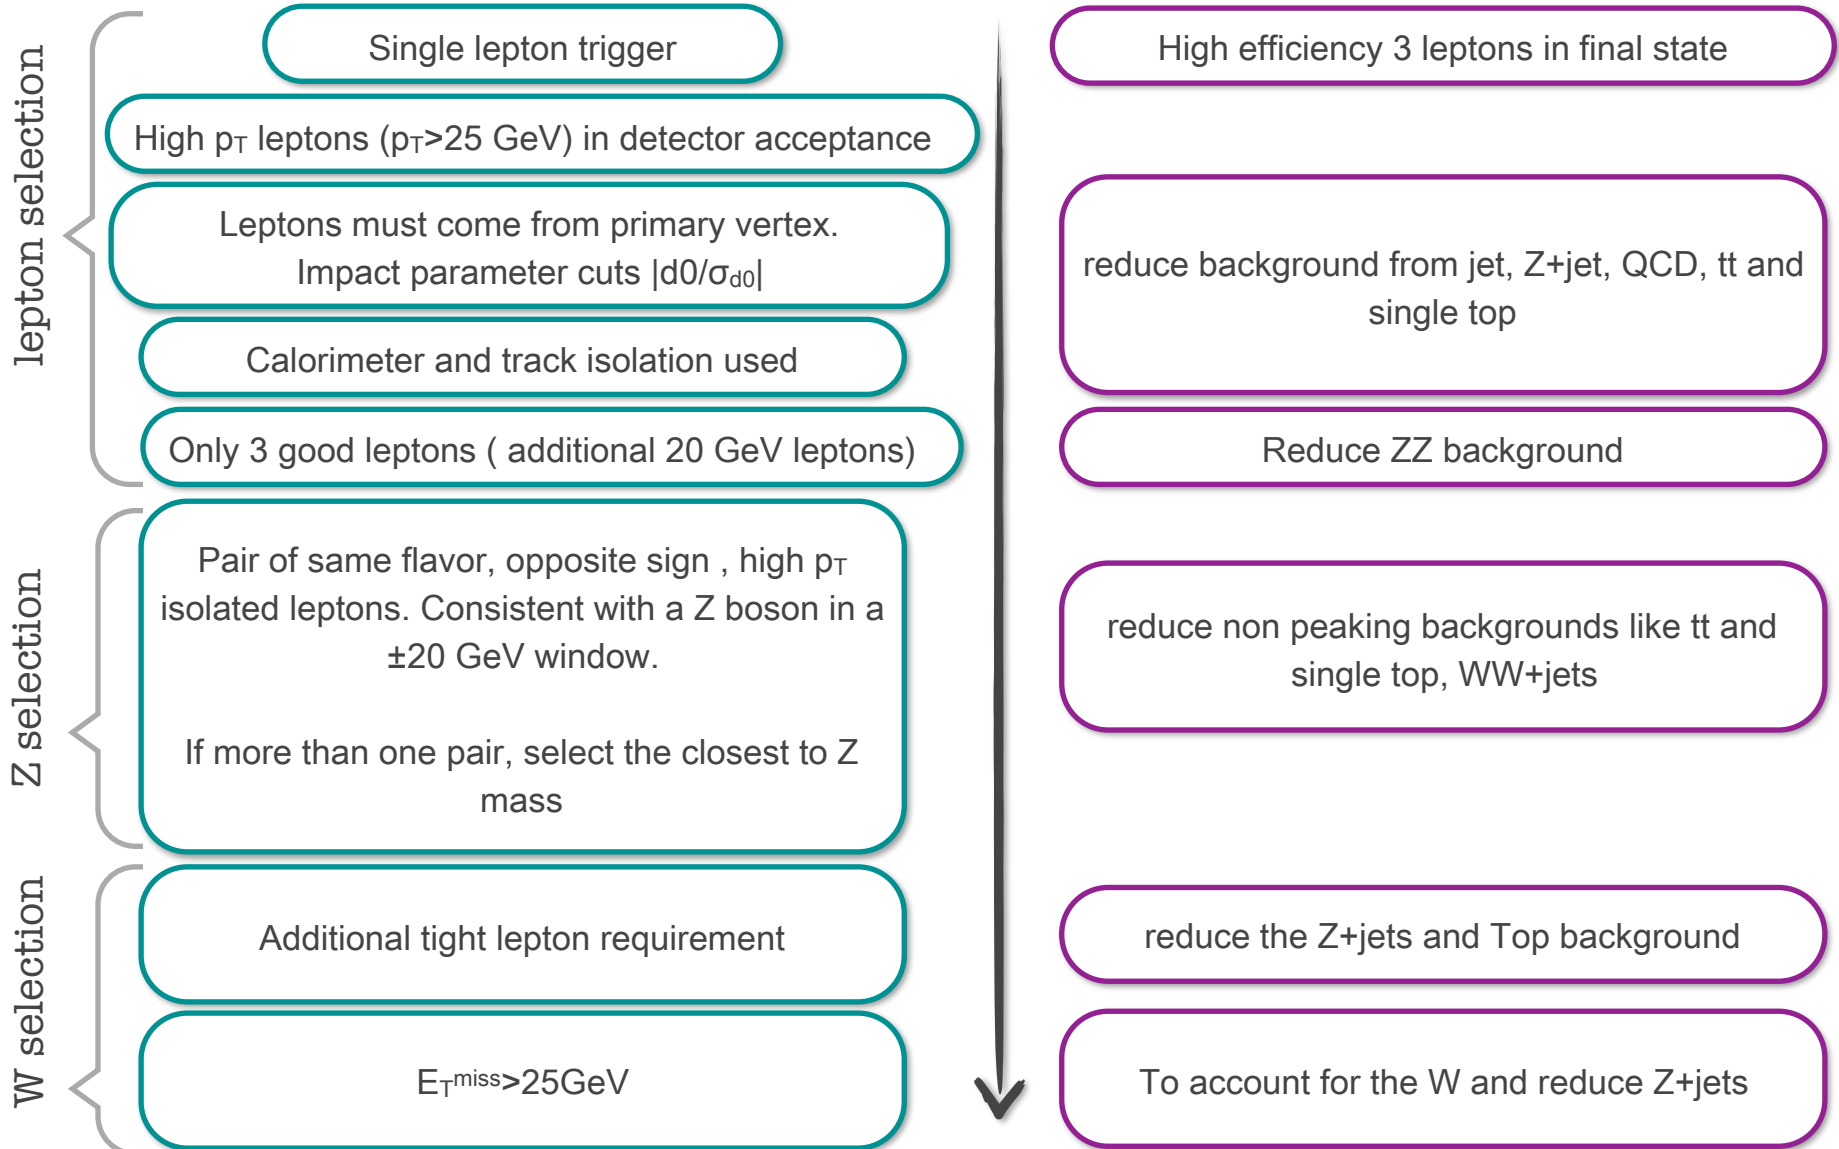 lepton selection
Single lepton trigger
High efficiency 3 leptons in final state
High pT leptons (pT>25 GeV) in detector acceptance
Leptons must come from primary vertex.
Impact parameter cuts |d0/σd0|
reduce background from jet, Z+jet, QCD, tt and
single top
Calorimeter and track isolation used
Only 3 good leptons ( additional 20 GeV leptons)
Reduce ZZ background
Z selection
Pair of same flavor, opposite sign , high pT
isolated leptons. Consistent with a Z boson in a
±20 GeV window.
If more than one pair, select the closest to Z
mass
reduce non peaking backgrounds like tt and
single top, WW+jets
W selection
Additional tight lepton requirement
reduce the Z+jets and Top background
ETmiss>25GeV
To account for the W and reduce Z+jets